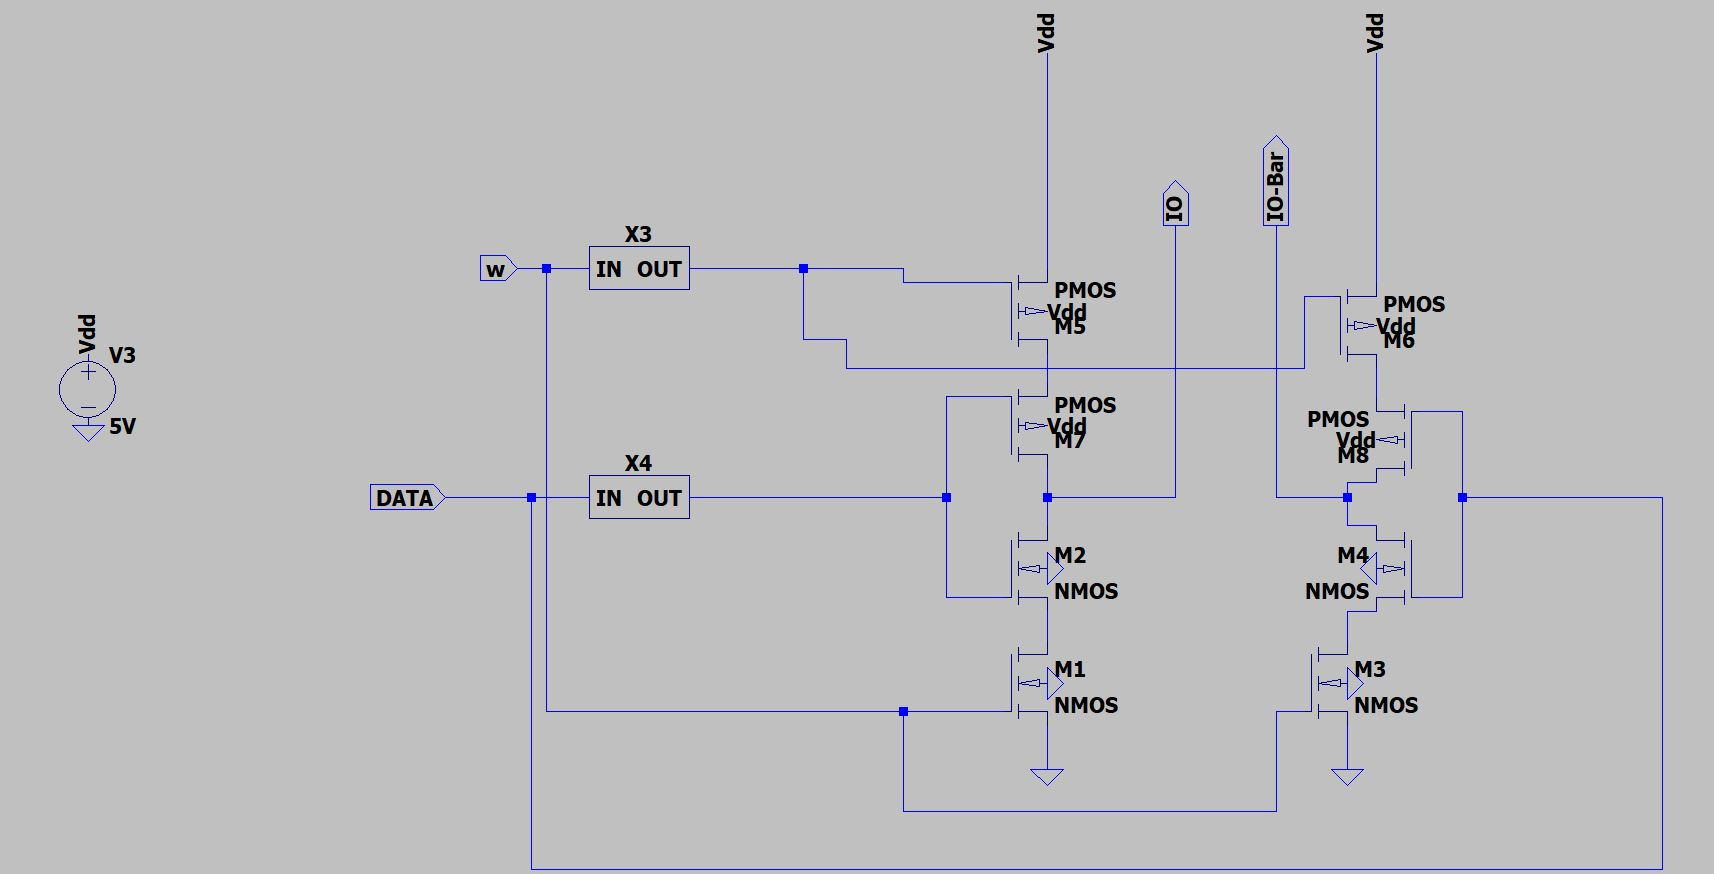 Vdd
Vdd
IO
IO-Bar
X3
w
IN OUT
PMOS
Vdd
M5
PMOS
Vdd
M6
Vdd
V3
5V
PMOS
Vdd
M7
PMOS
Vdd
M8
X4
DATA
IN OUT
M2
NMOS
M4
NMOS
M1
NMOS
M3
NMOS